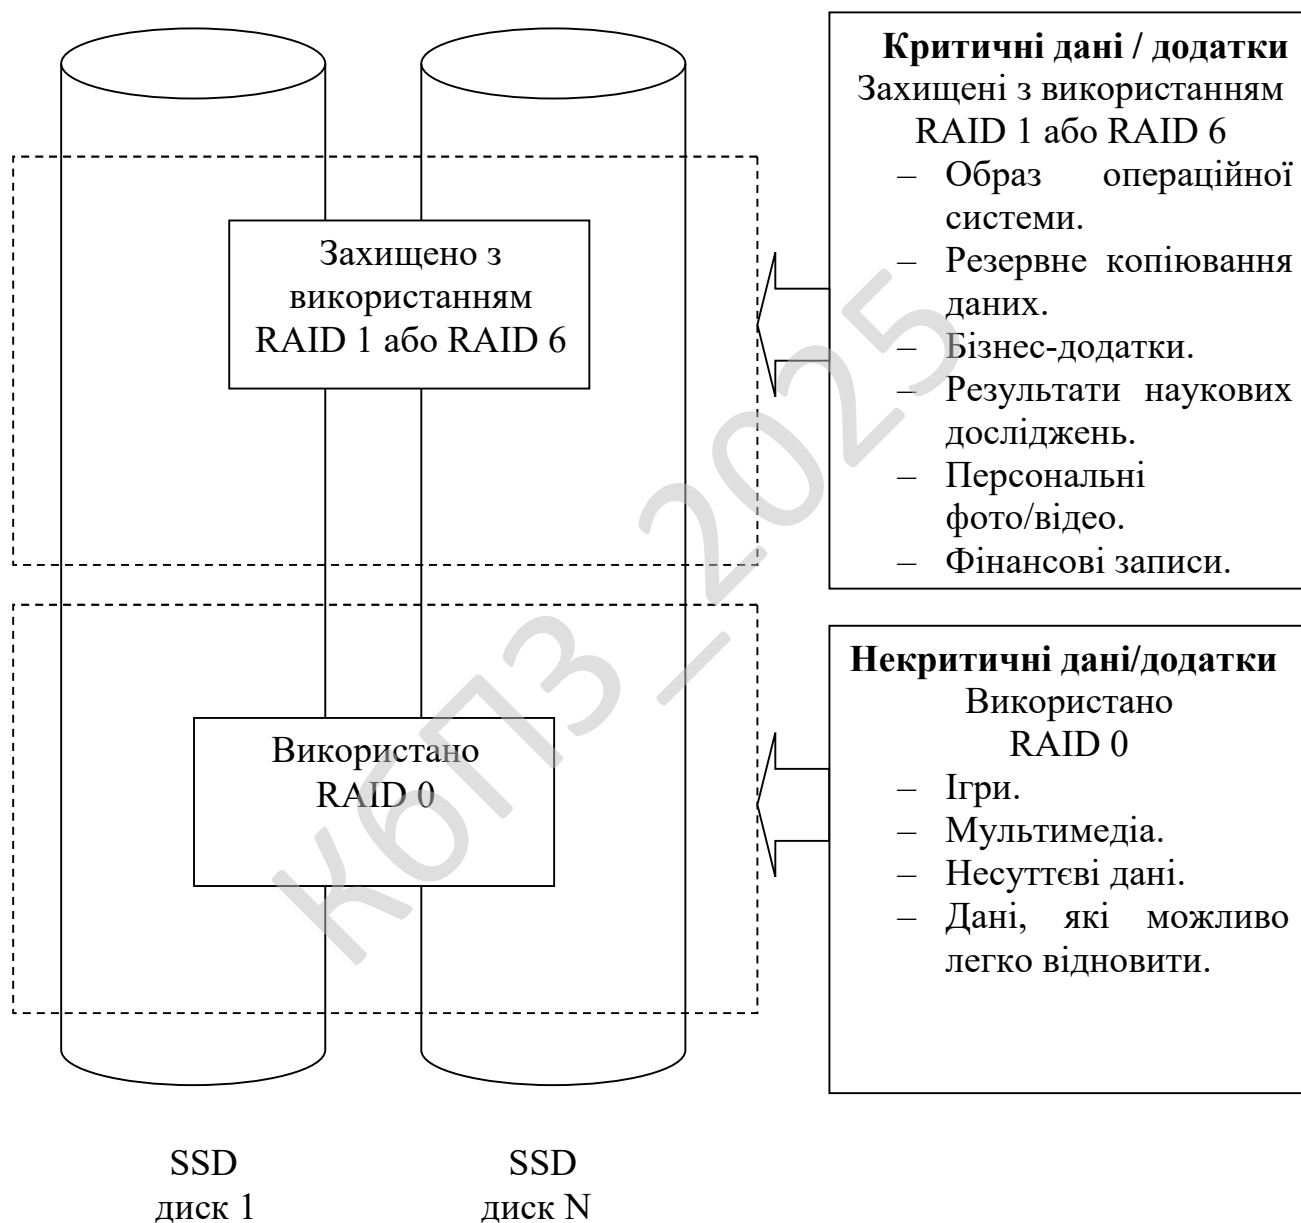 Критичні дані / додатки
Захищені з використанням
RAID 1 або RAID 6
– Образ операційної
системи.
– Резервне копіювання
даних.
– Бізнес-додатки.
– Результати наукових
досліджень.
– Персональні
фото/відео.
– Фінансові записи.
Захищено з
використанням
RAID 1 або RAID 6
Некритичні дані/додатки
Використано
RAID 0
– Ігри.
– Мультимедіа.
– Несуттєві дані.
– Дані, які можливо
легко відновити.
Використано
RAID 0
КбПЗ_2025
SSD
диск 1
SSD
диск N